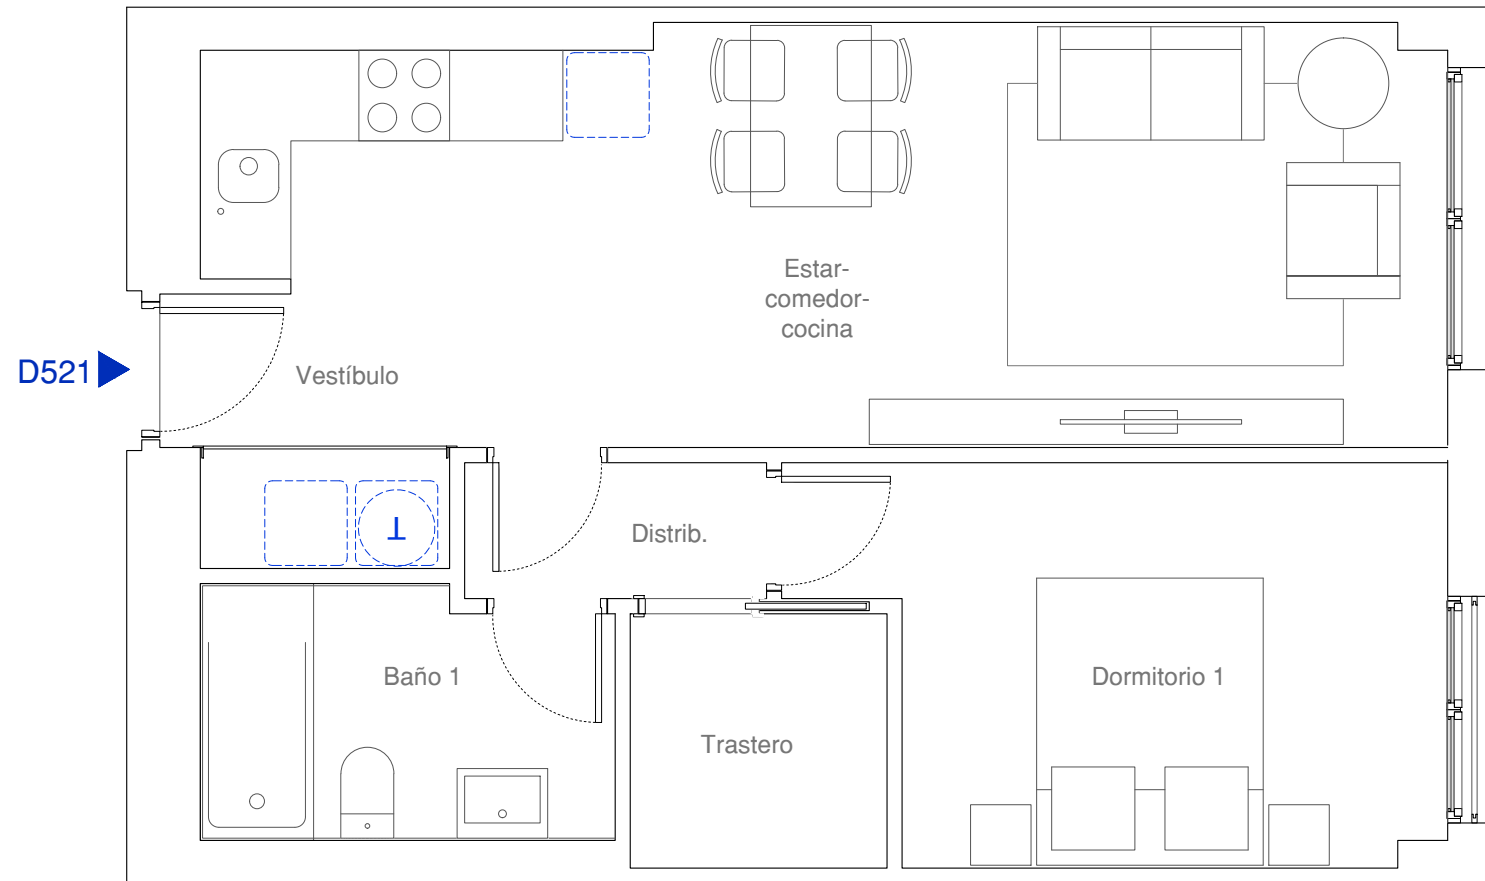 Estar-
comedor-
cocina
D521
Vestíbulo
Distrib.
Baño 1
Dormitorio 1
Trastero